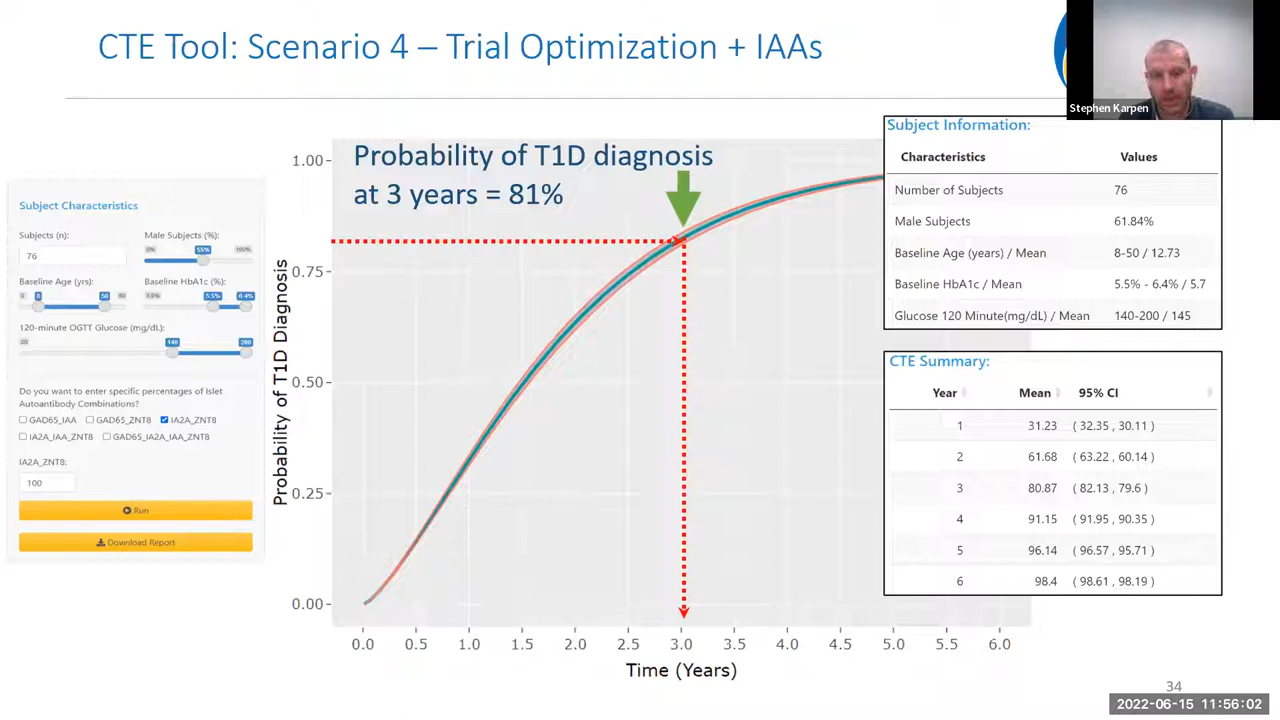 CTE Tool: Scenario 4 – Trial Optimization + IAAs
Stephen Karpen
Subject Characteristics
Subjects (n):
76
Male Subjects (%):
0%
55%
100%
Baseline Age (yrs):
0
8
50
Baseline HbA1c (%):
5.5%
6.4%
120-minute OGTT Glucose (mg/dL):
140
200
Do you want to enter specific percentages of Islet
Autoantibody Combinations?
GAD65_IAA
GAD65_ZNT8
IA2A_ZNT8
IA2A_IAA_ZNT8
GAD65_IA2A_IAA_ZNT8
IA2A_ZNT8:
100
Run
Download Report
Probability of T1D diagnosis
at 3 years = 81%
Probability of T1D Diagnosis
1.00
0.75
0.50
0.25
0.00
0.0
0.5
1.0
1.5
2.0
2.5
3.0
3.5
4.0
4.5
5.0
5.5
6.0
Time (Years)
Subject Information:
Characteristics Values
Number of Subjects 76
Male Subjects 61.84%
Baseline Age (years) / Mean 8-50 / 12.73
Baseline HbA1c / Mean 5.5% - 6.4% / 5.7
Glucose 120 Minute(mg/dL) / Mean 140-200 / 145
CTE Summary:
Year Mean 95% CI
1 31.23 ( 32.35 , 30.11 )
2 61.68 ( 63.22 , 60.14 )
3 80.87 ( 82.13 , 79.6 )
4 91.15 ( 91.95 , 90.35 )
5 96.14 ( 96.57 , 95.71 )
6 98.4 ( 98.61 , 98.19 )
34
2022-06-15 11:56:02